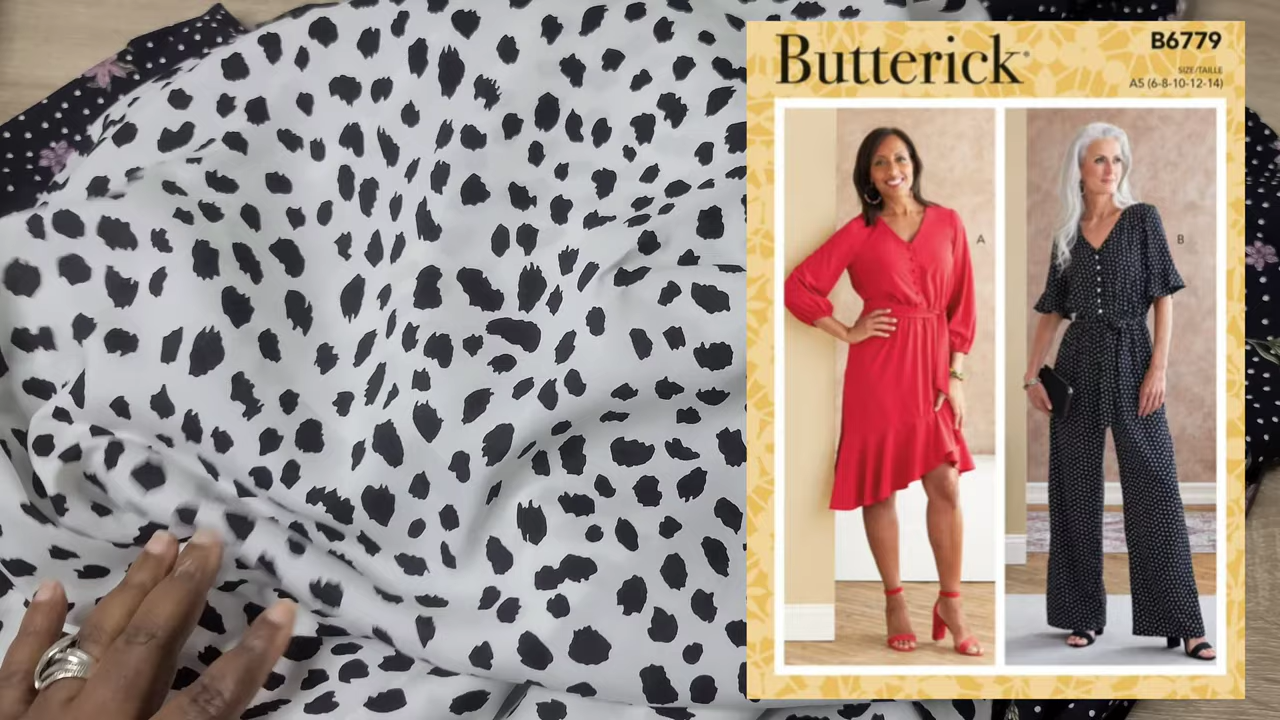 Butterick®
B6779
SIZE/TAILLE
A5 (6-8-10-12-14)
A
B